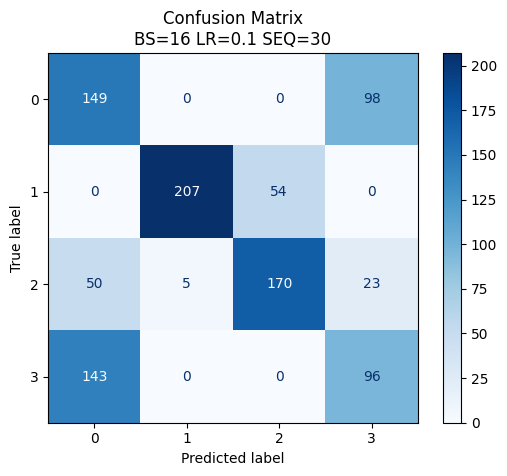 Confusion Matrix
BS=16 LR=0.1 SEQ=30
0 149 0 0 98
1 0 207 54 0
2 50 5 170 23
3 143 0 0 96
0 1 2 3
Predicted label
True label
200
175
150
125
100
75
50
25
0